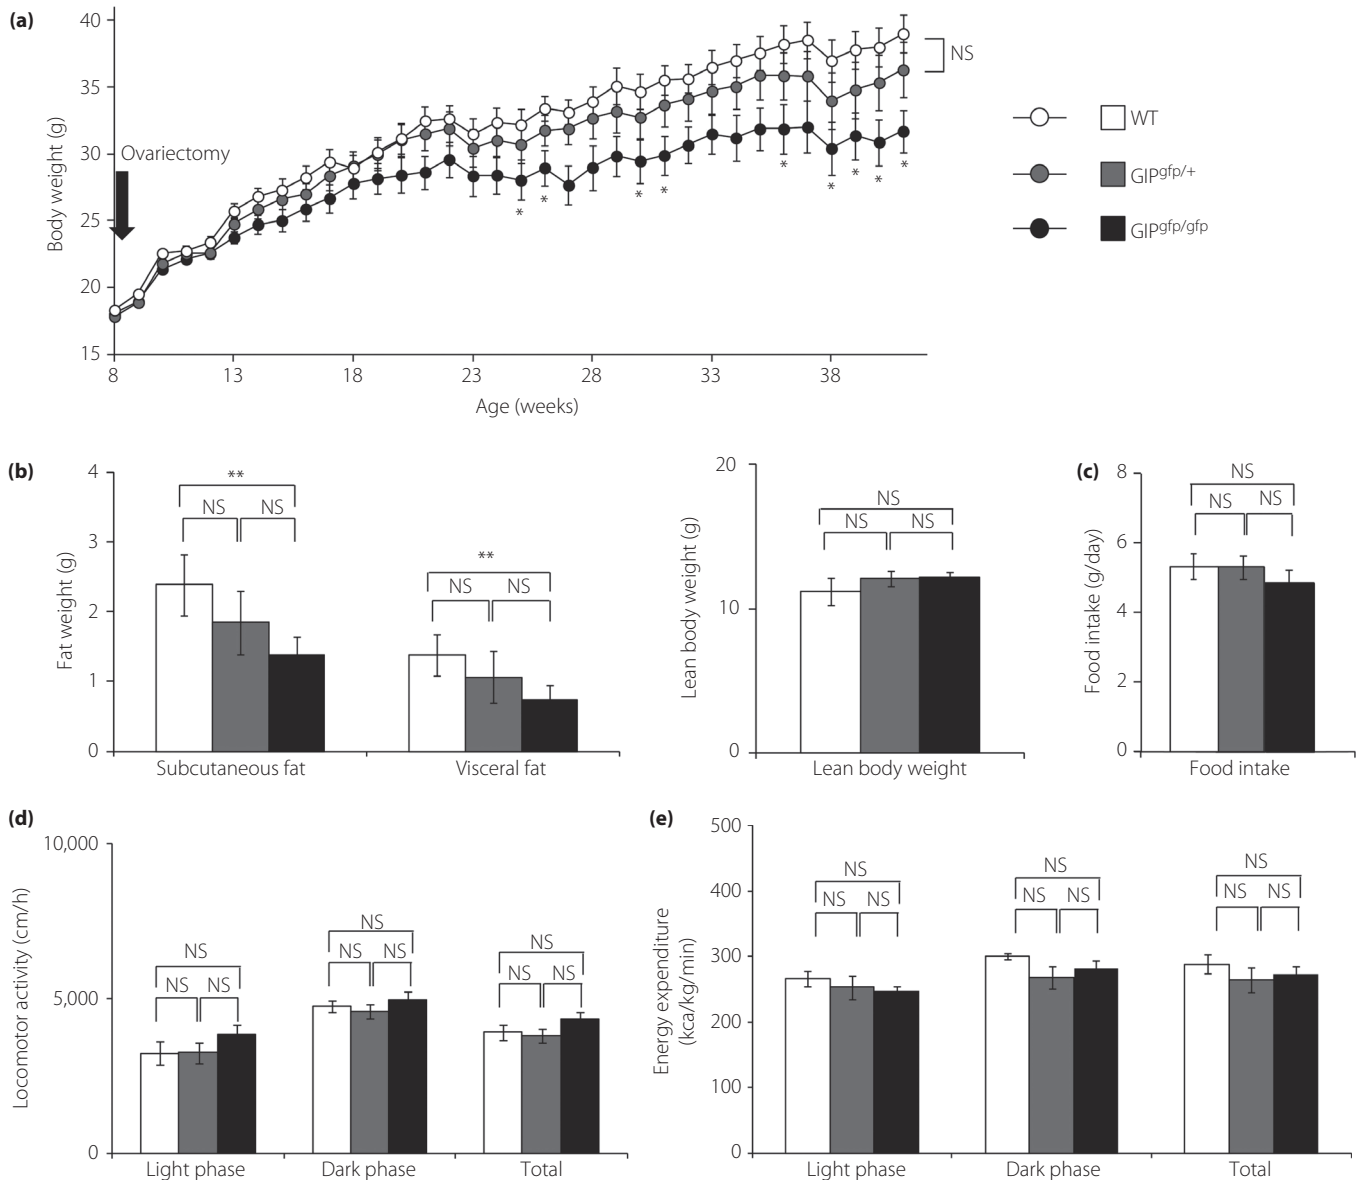 (a)
Body weight (g)
40
35
30
25
20
15
Ovariectomy
* * * * * * * * *
NS
8 13 18 23 28 33 38
Age (weeks)
WT
GIPgfp/+
GIPgfp/gfp
(b)
Fat weight (g)
4
3
2
1
0
**
NS NS
**
NS NS
Subcutaneous fat Visceral fat
Lean body weight (g)
20
10
0
NS
NS NS
Lean body weight
(c)
Food intake (g/day)
8
6
4
2
0
NS
NS NS
Food intake
(d)
Locomotor activity (cm/h)
10,000
5,000
0
NS
NS NS
NS
NS NS
NS
NS NS
Light phase Dark phase Total
(e)
Energy expenditure
(kca/kg/min)
500
400
300
200
100
0
NS
NS NS
NS
NS NS
NS
NS NS
Light phase Dark phase Total